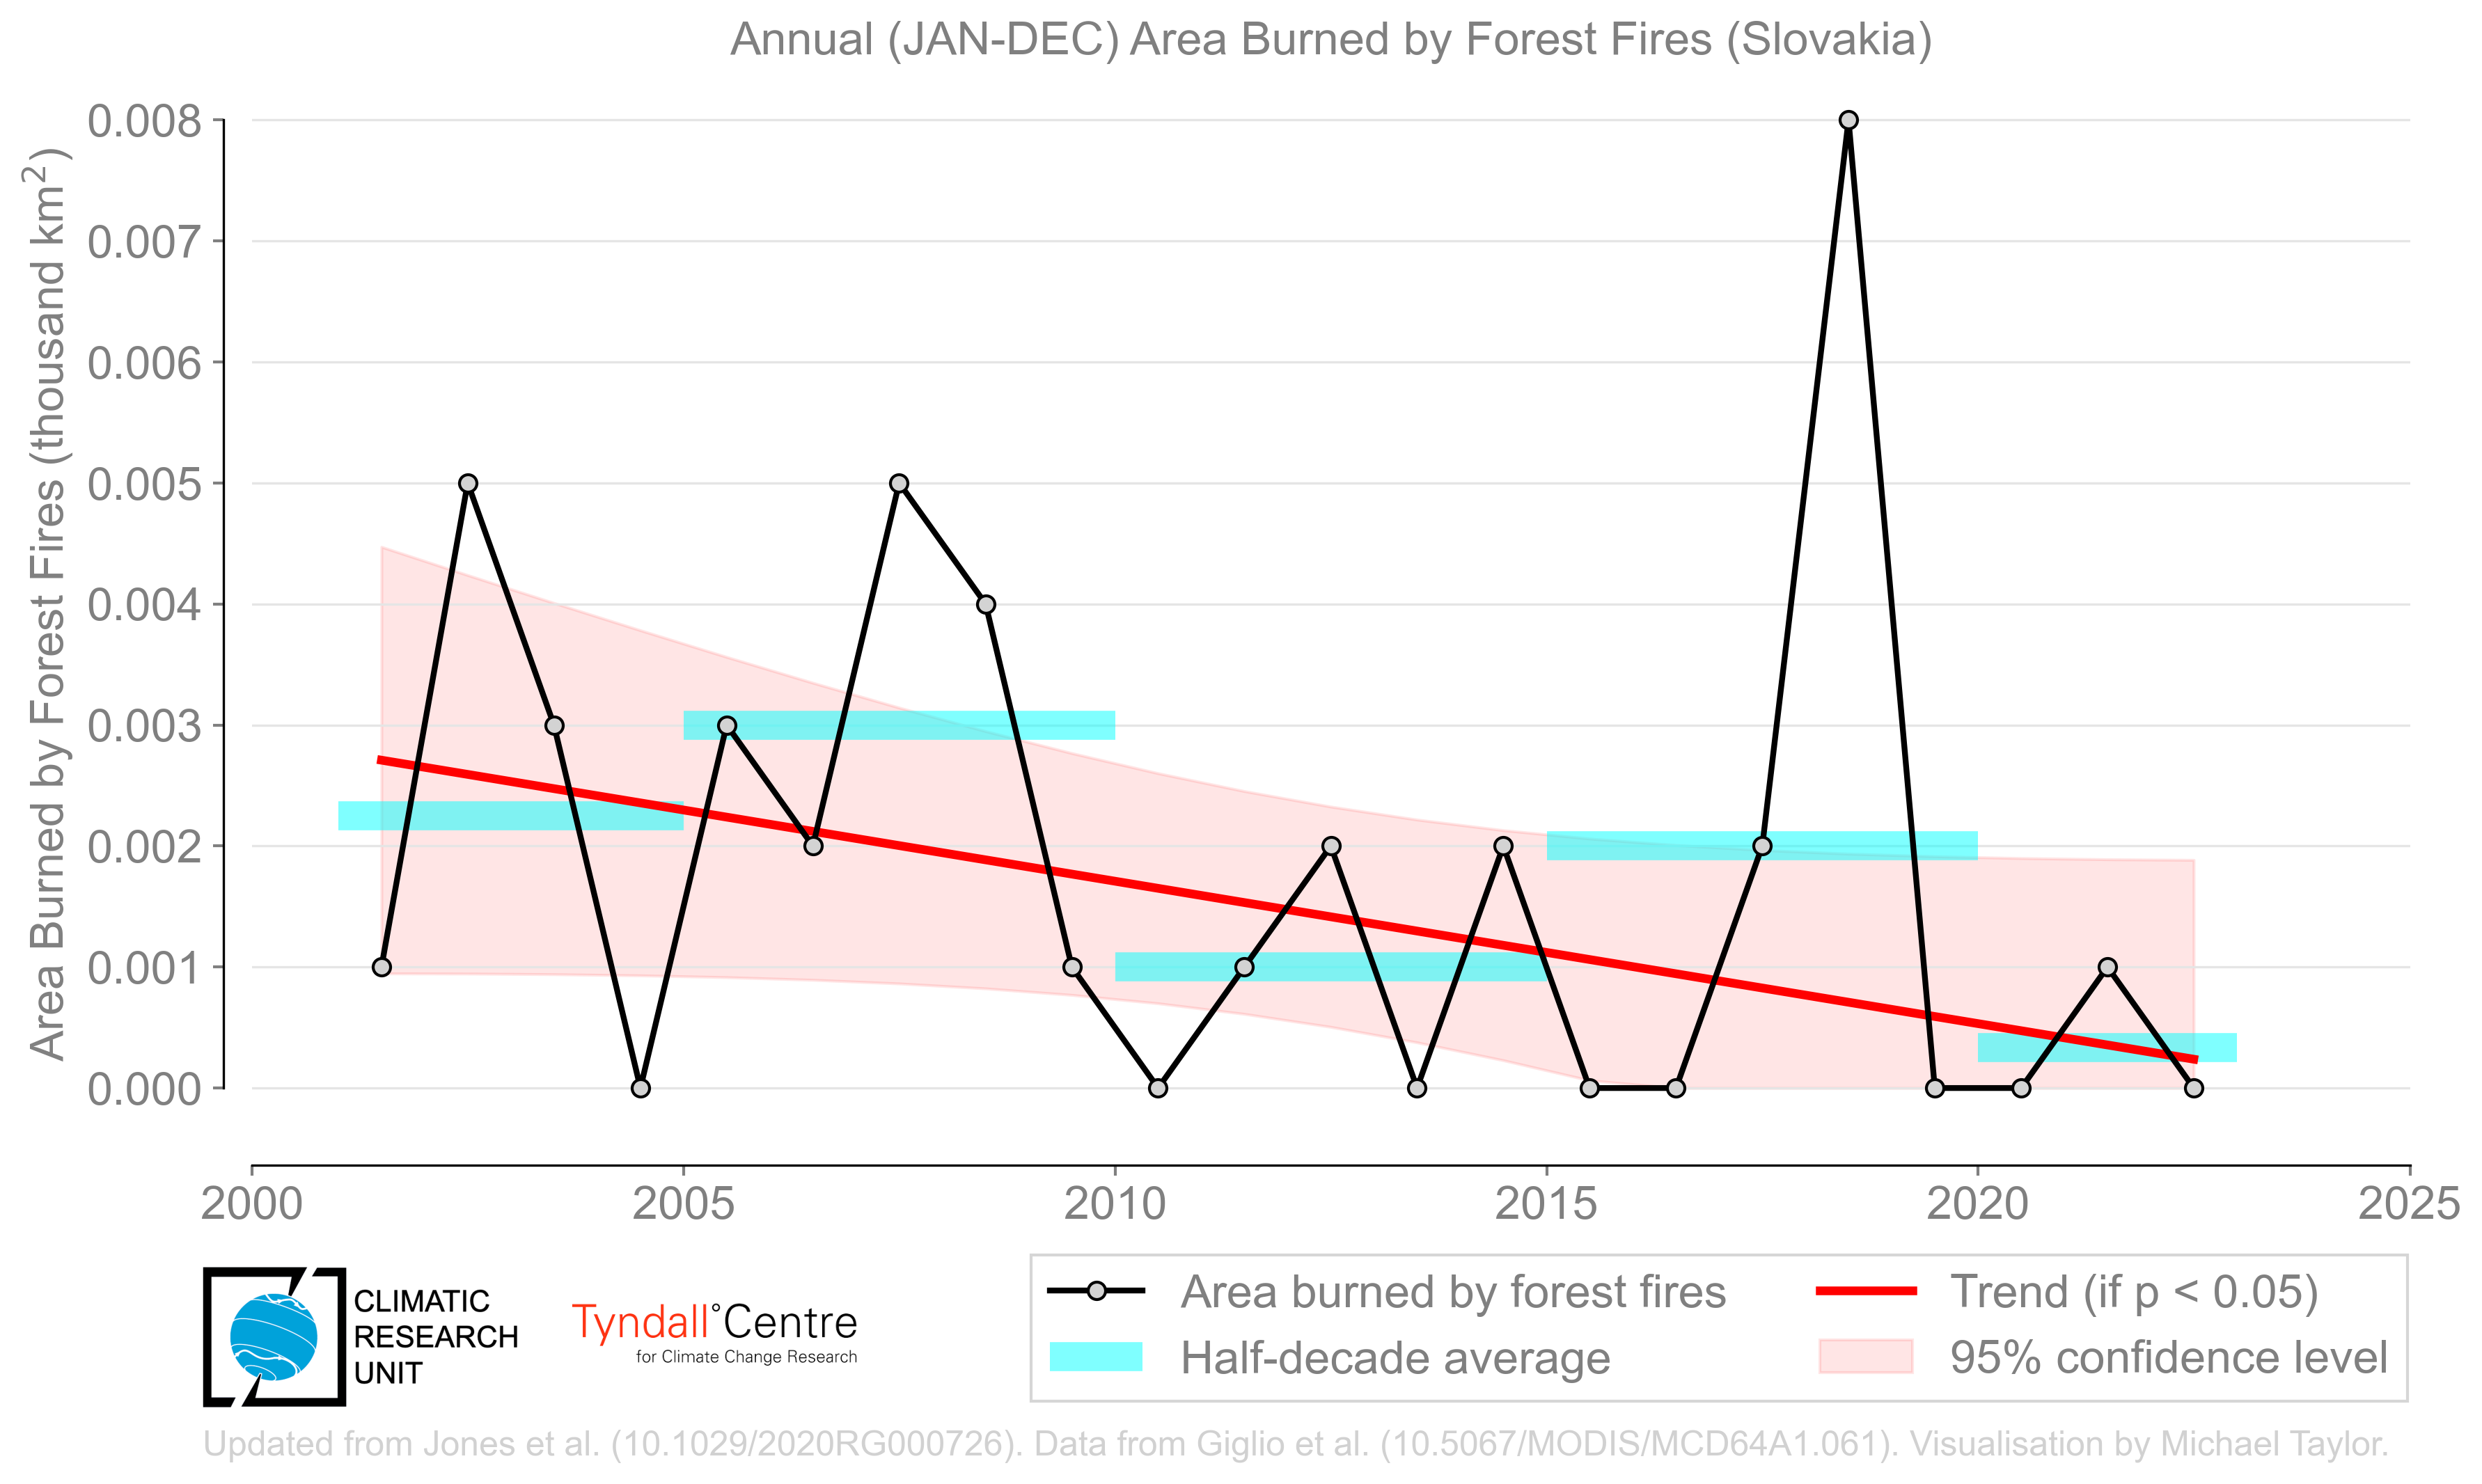 Annual (JAN-DEC) Area Burned by Forest Fires (Slovakia)
Area Burned by Forest Fires (thousand km²)
0.008
0.007
0.006
0.005
0.004
0.003
0.002
0.001
0.000
2000 2005 2010 2015 2020 2025
CLIMATIC
RESEARCH
UNIT
Tyndall°Centre
for Climate Change Research
Area burned by forest fires
Half-decade average
Trend (if p < 0.05)
95% confidence level
Updated from Jones et al. (10.1029/2020RG000726). Data from Giglio et al. (10.5067/MODIS/MCD64A1.061). Visualisation by Michael Taylor.